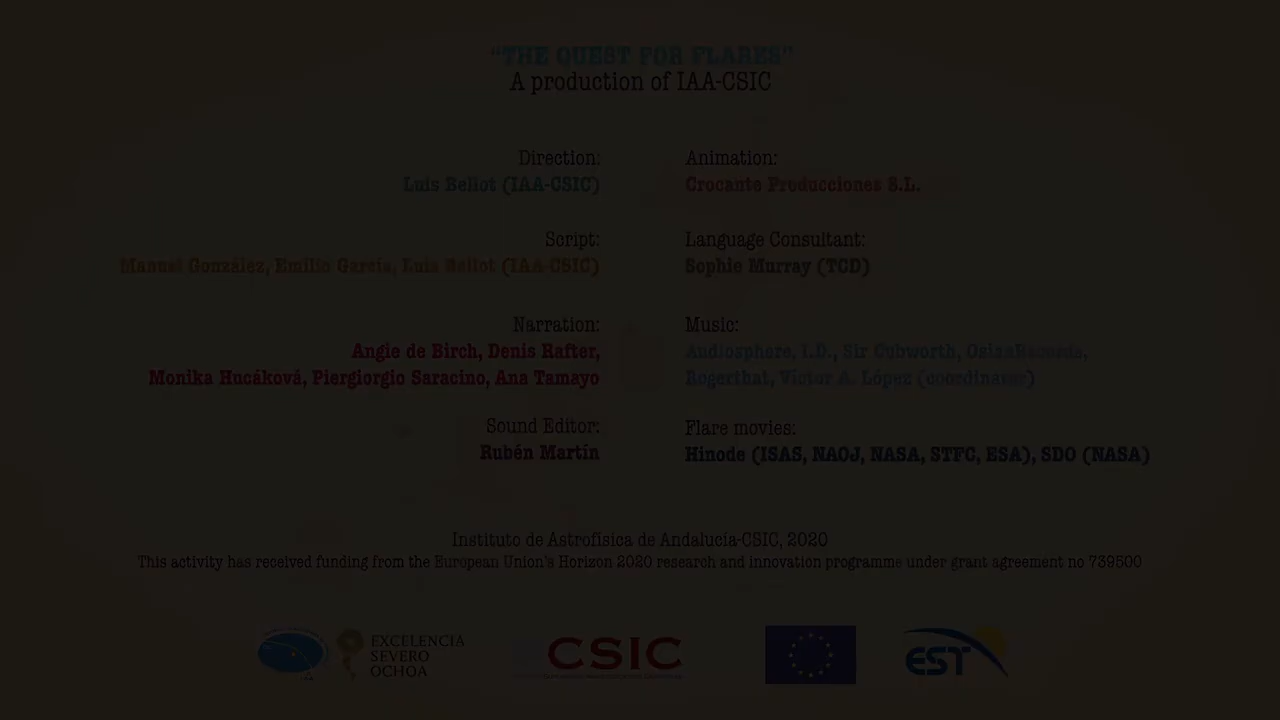 “THE QUEST FOR FLARES”
A production of IAA-CSIC
Direction:
Luis Bellot (IAA-CSIC)
Script:
Manuel González, Emilio García, Luis Bellot (IAA-CSIC)
Narration:
Angie de Birch, Denis Rafter,
Monika Hucáková, Piergiorgio Saracino, Ana Tamayo
Sound Editor:
Rubén Martín
Animation:
Crocante Producciones S.L.
Language Consultant:
Sophie Murray (TCD)
Music:
Audiosphere, I.D., Sir Cubworth,
Rogerthat, Víctor A. López (coordinator)
Flare movies:
Hinode (ISAS, NAOJ, NASA, STFC, ESA), SDO (NASA)
Instituto de Astrofísica de Andalucía-CSIC, 2020
This activity has received funding from the European Union's Horizon 2020 research and innovation programme under grant agreement no 739500
EXCELENCIA
SEVERO
OCHOA
CSIC
EST